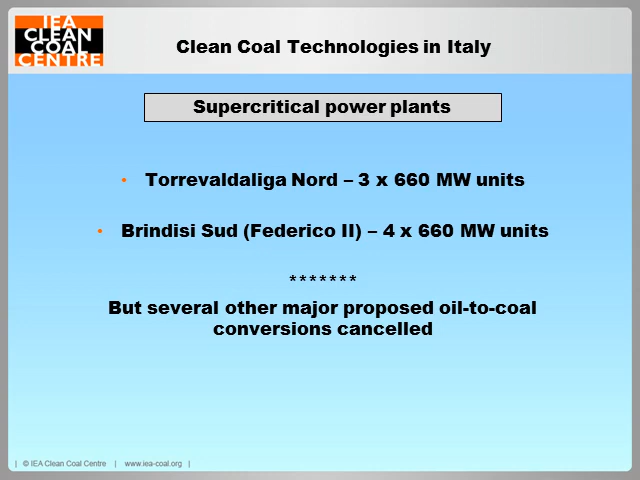 IEA
CLEAN
COAL
CENTRE
Clean Coal Technologies in Italy
Supercritical power plants
• Torrevaldaliga Nord – 3 x 660 MW units
• Brindisi Sud (Federico II) – 4 x 660 MW units
*******
But several other major proposed oil-to-coal
conversions cancelled
| © IEA Clean Coal Centre | www.iea-coal.org |